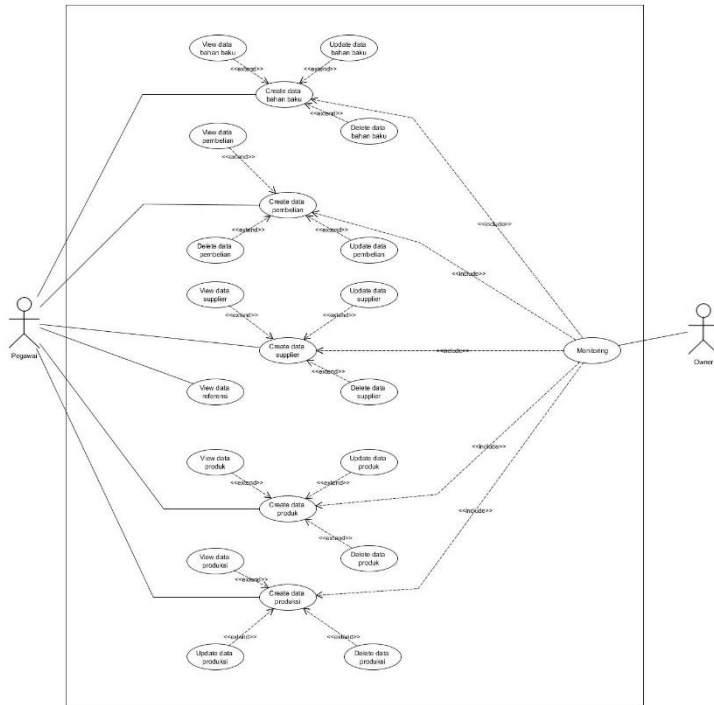 View data
bahan baku
Update data
bahan baku
<<extend>>
<<extend>>
Create data
bahan baku
<<extend>>
Delete data
bahan baku
View data
pembelian
<<extend>>
Create data
pembelian
<<extend>>
<<extend>>
Delete data
pembelian
Update data
pembelian
<<include>>
<<include>>
View data
supplier
Update data
supplier
<<extend>>
<<extend>>
Create data
supplier
<<include>>
Monitoring
<<extend>>
Delete data
supplier
View data
referensi
Pegawai
Owner
View data
produk
Update data
produk
<<include>>
<<extend>>
<<extend>>
Create data
produk
<<include>>
<<extend>>
Delete data
produk
View data
produksi
<<extend>>
Create data
produksi
<<extend>>
<<extend>>
Update data
produksi
Delete data
produksi